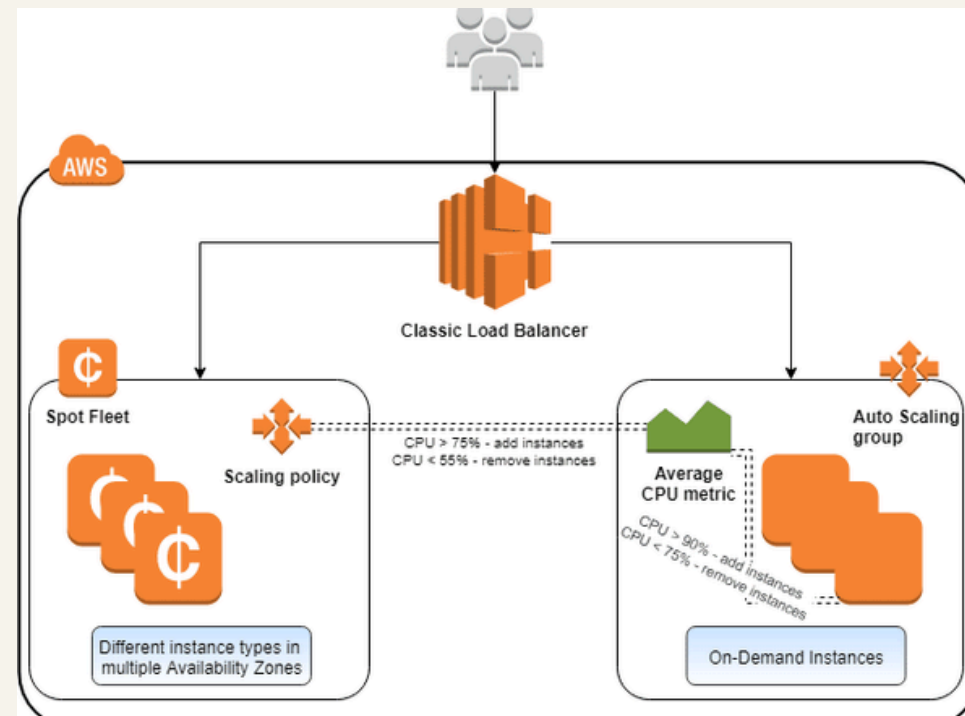 AWS
Classic Load Balancer
Spot Fleet
Scaling policy
CPU > 75% - add instances
CPU < 55% - remove instances
Average
CPU metric
Auto Scaling
group
CPU > 90% - add instances
CPU < 75% - remove instances
Different instance types in
multiple Availability Zones
On-Demand Instances